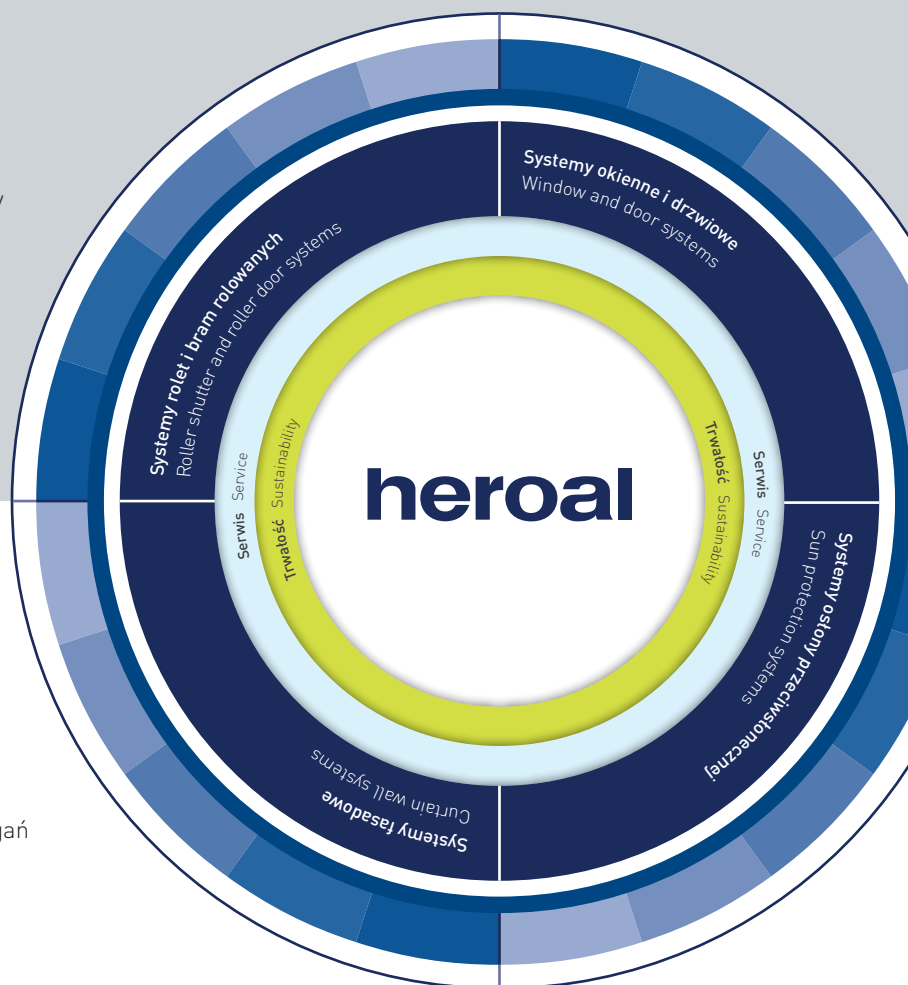 Systemy okienne i drzwiowe
Window and door systems
Systemy rolet i bram rolowanych
Roller shutter and roller door systems
Serwis Service
Trwałość Sustainability
heroal
Trwałość Sustainability
Serwis Service
Systemy osłony przeciwsłonecznej
Sun protection systems
Curtain wall systems
Systemy fasadowe